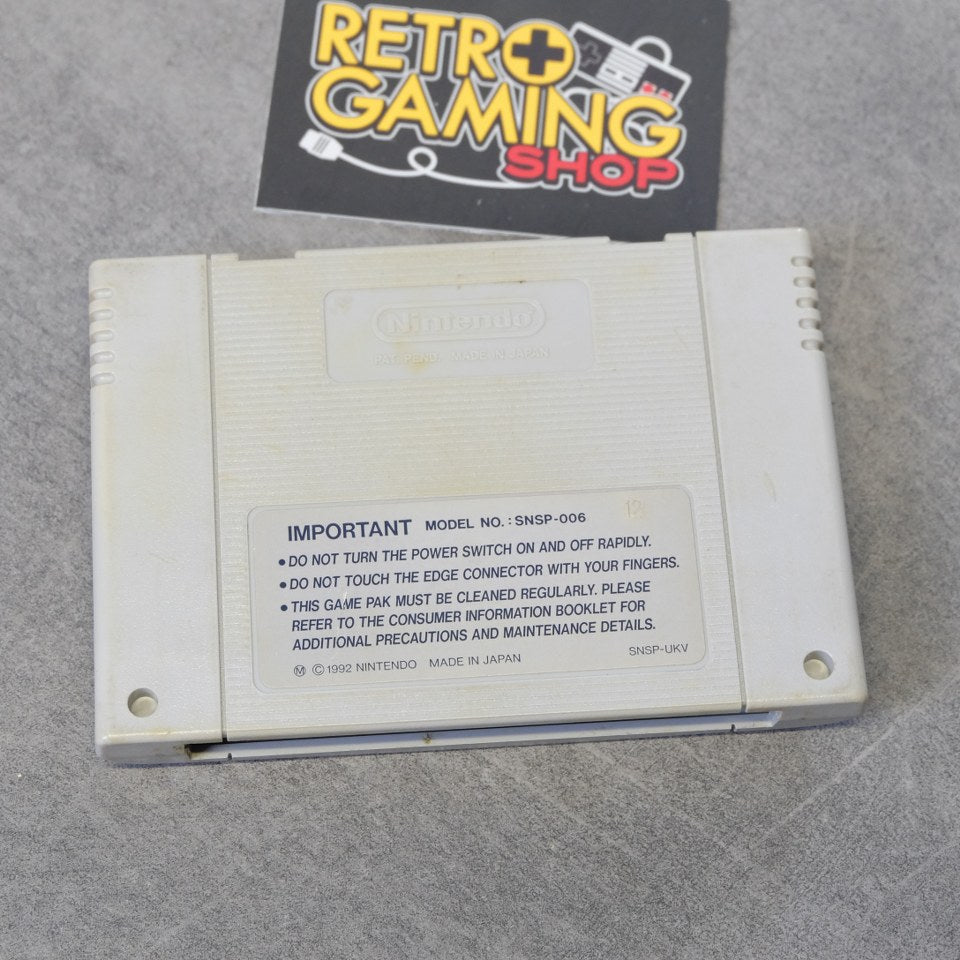 RETRO
GAMING
SHOP
Nintendo
PAT. PEND. MADE IN JAPAN
12
IMPORTANT MODEL NO.: SNSP-006
• DO NOT TURN THE POWER SWITCH ON AND OFF RAPIDLY.
• DO NOT TOUCH THE EDGE CONNECTOR WITH YOUR FINGERS.
• THIS GAME PAK MUST BE CLEANED REGULARLY. PLEASE
REFER TO THE CONSUMER INFORMATION BOOKLET FOR
ADDITIONAL PRECAUTIONS AND MAINTENANCE DETAILS.
SNSP-UKV
Ⓜ ©1992 NINTENDO MADE IN JAPAN